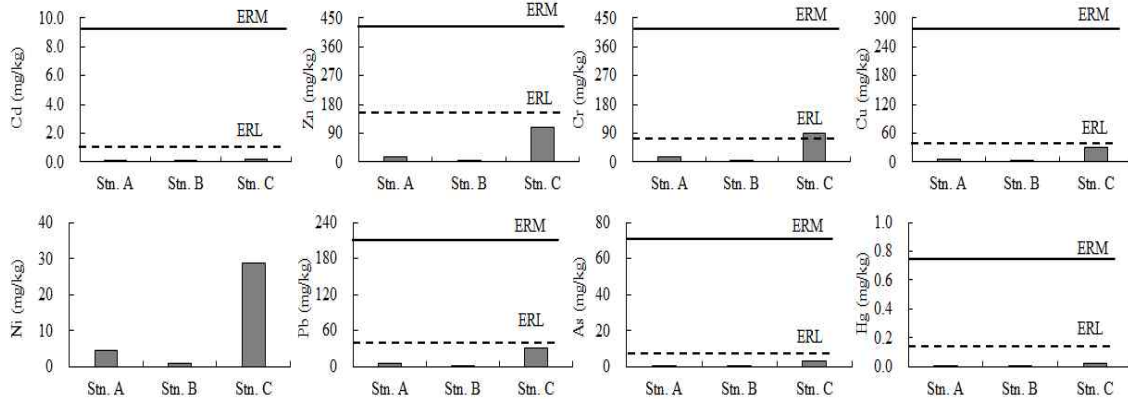 Cd (mg/kg)
10.0
8.0
6.0
4.0
2.0
0.0
ERM
ERL
Stn. A Stn. B Stn. C
Zn (mg/kg)
450
360
270
180
90
0
ERM
ERL
Stn. A Stn. B Stn. C
Cr (mg/kg)
450
360
270
180
90
0
ERM
ERL
Stn. A Stn. B Stn. C
Cu (mg/kg)
300
240
180
120
60
0
ERM
ERL
Stn. A Stn. B Stn. C
Ni (mg/kg)
40
30
20
10
0
Stn. A Stn. B Stn. C
Pb (mg/kg)
240
180
120
60
0
ERM
ERL
Stn. A Stn. B Stn. C
As (mg/kg)
80
60
40
20
0
ERM
ERL
Stn. A Stn. B Stn. C
Hg (mg/kg)
1.0
0.8
0.6
0.4
0.2
0.0
ERM
ERL
Stn. A Stn. B Stn. C